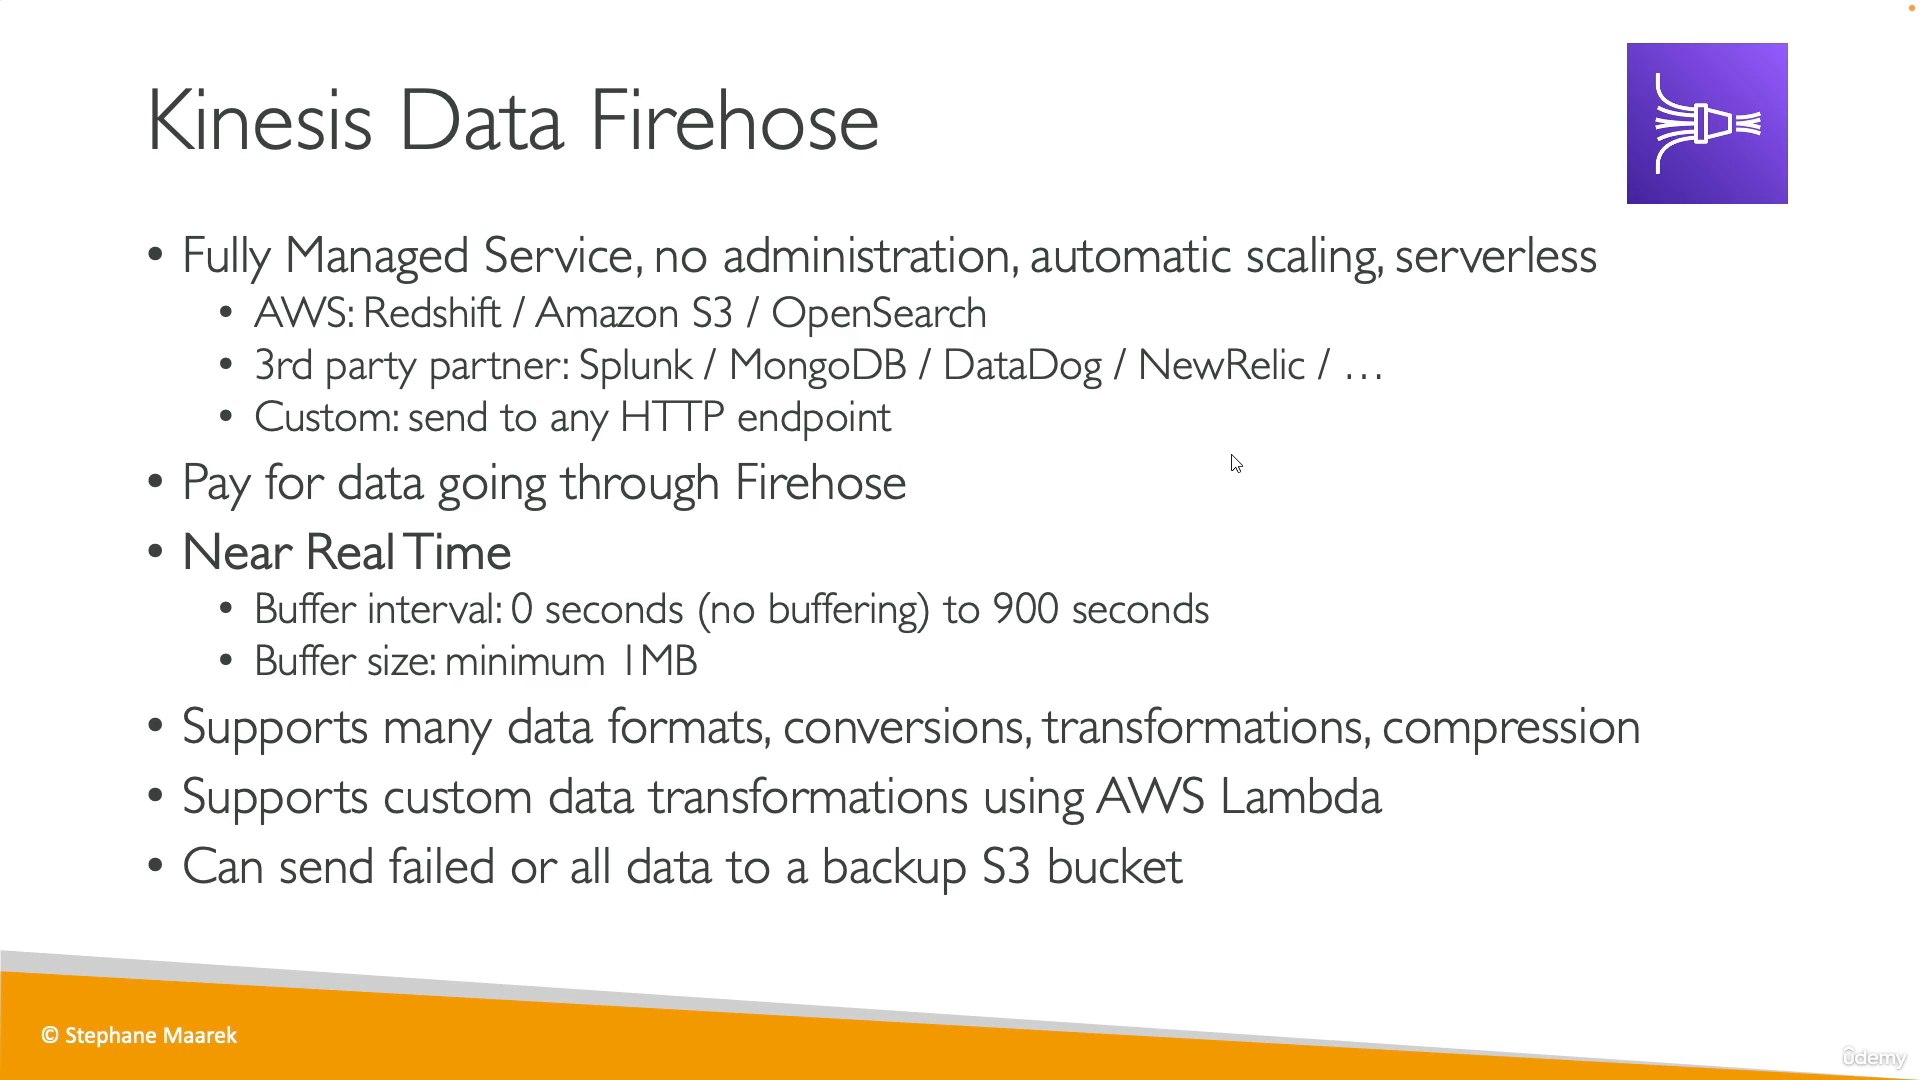 Kinesis Data Firehose
• Fully Managed Service, no administration, automatic scaling, serverless
• AWS: Redshift / Amazon S3 / OpenSearch
• 3rd party partner: Splunk / MongoDB / DataDog / NewRelic / …
• Custom: send to any HTTP endpoint
• Pay for data going through Firehose
• Near Real Time
• Buffer interval: 0 seconds (no buffering) to 900 seconds
• Buffer size: minimum 1MB
• Supports many data formats, conversions, transformations, compression
• Supports custom data transformations using AWS Lambda
• Can send failed or all data to a backup S3 bucket
© Stephane Maarek
ûdemy